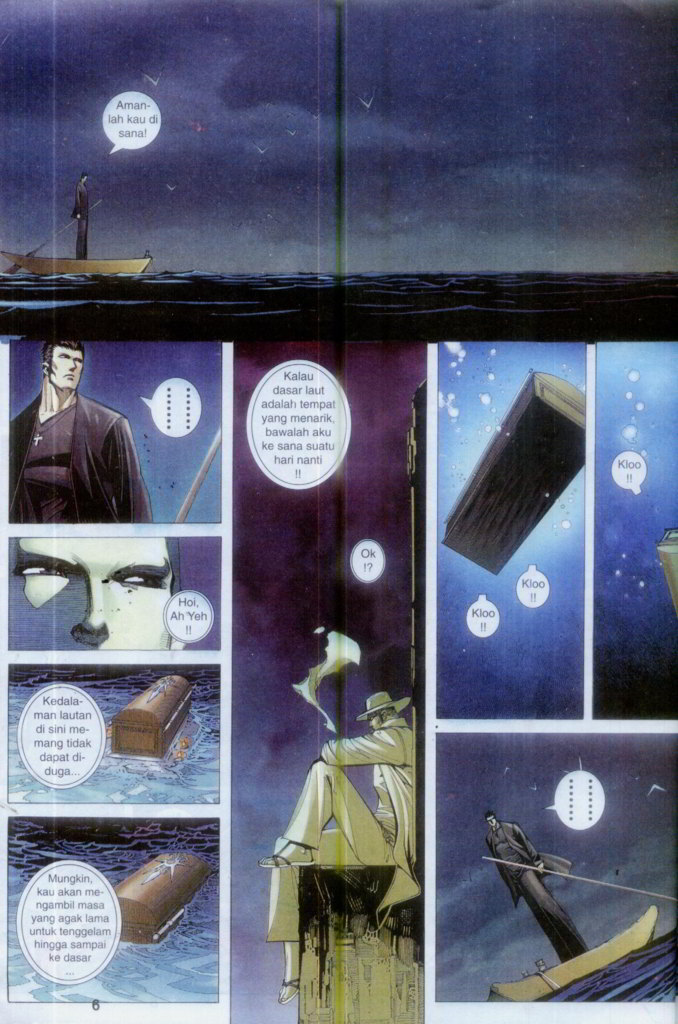 Aman-
lah kau di
sana!
Hoi,
Ah Yeh
!!
Kedala-
man lautan
di sini me-
mang tidak
dapat di-
duga...
Mungkin,
kau akan me-
ngambil masa
yang agak lama
untuk tenggelam
hingga sampai
ke dasar
...
Kalau
dasar laut
adalah tempat
yang menarik,
bawalah aku
ke sana suatu
hari nanti
!!
Ok
!?
Kloo
!!
Kloo
!!
Kloo
!!
6